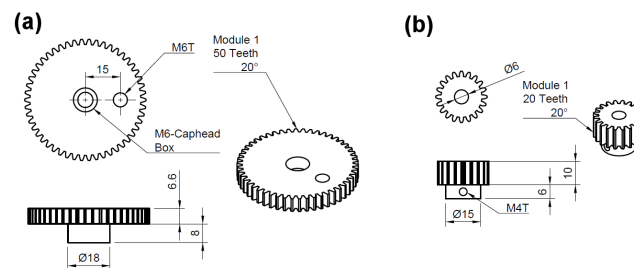 (a)
M6T
15
Module 1
50 Teeth
20°
M6-Caphead
Box
6.6
8
Ø18
(b)
Ø6
Module 1
20 Teeth
20°
10
6
M4T
Ø15